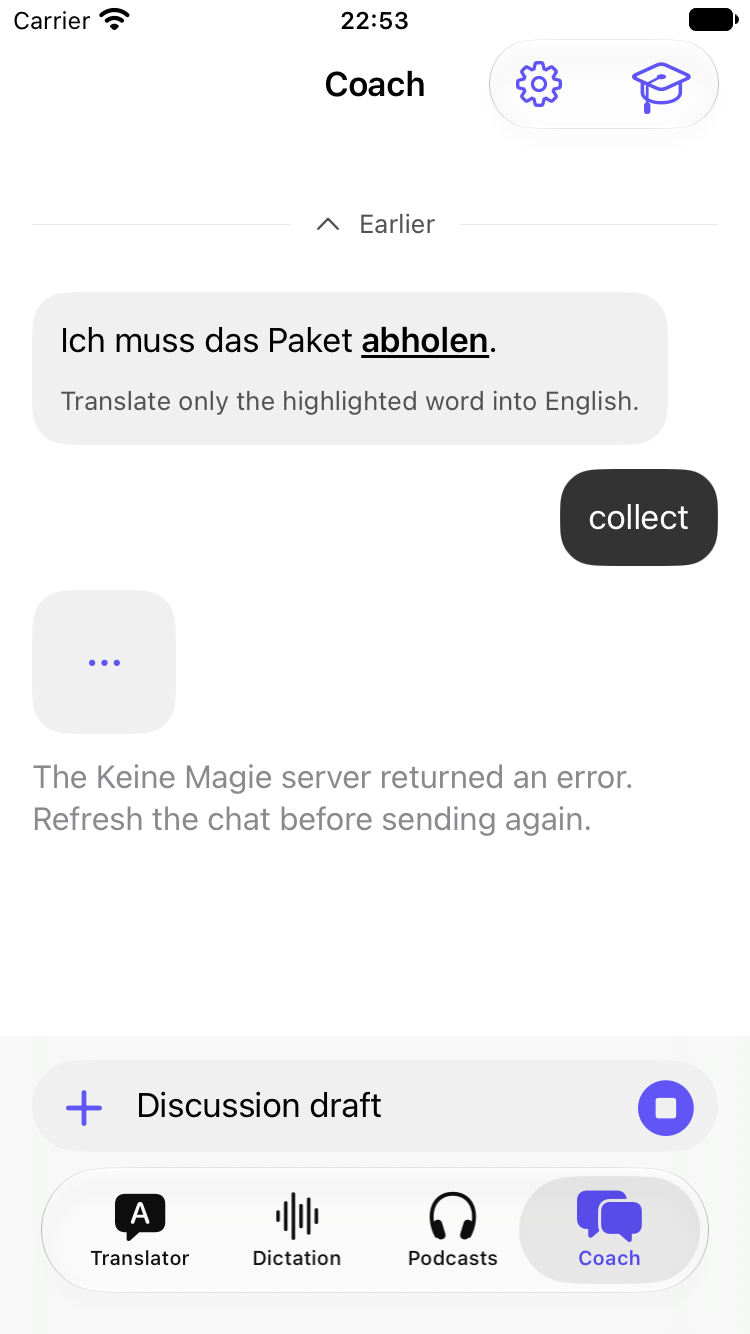 Carrier 22:53
Coach
Earlier
Ich muss das Paket abholen.
Translate only the highlighted word into English.
collect
...
The Keine Magie server returned an error.
Refresh the chat before sending again.
Discussion draft
A
Translator Dictation Podcasts Coach